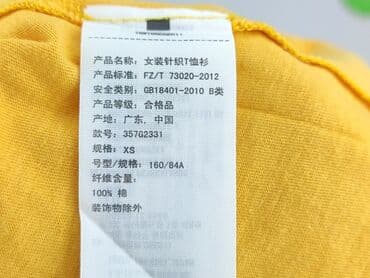 产品名称: 女装针织T恤衫
产品标准: FZ/T 73020-2012
安全类别: GB18401-2010 B类
产品等级: 合格品
产地: 广东. 中国
款号: 357G2331
规格: XS
号型/规格: 160/84A
纤维含量:
100% 棉
装饰物除外